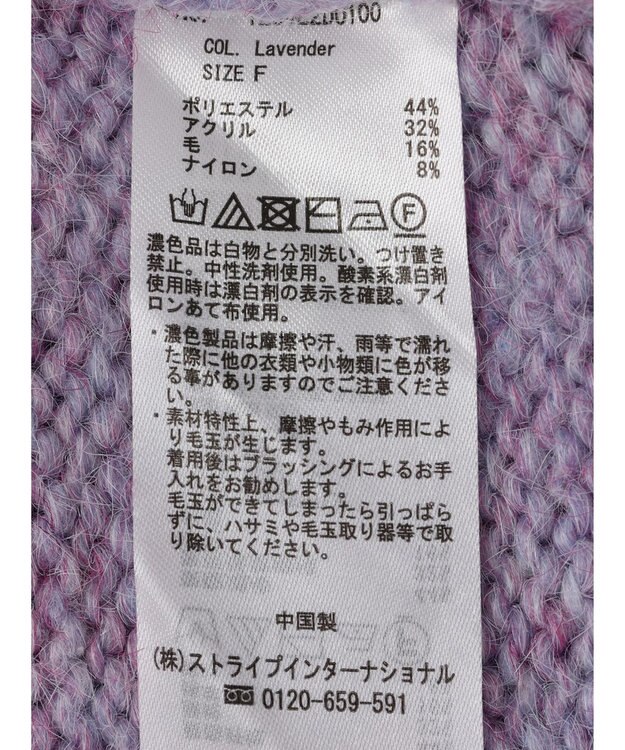 COL. Lavender
SIZE F
ポリエステル 44%
アクリル 32%
毛 16%
ナイロン 8%
F
濃色品は白物と分別洗い。つけ置き
禁止。中性洗剤使用。酸素系漂白剤
使用時は漂白剤の表示を確認。アイ
ロンあて布使用。
・濃色製品は摩擦や汗、雨等で濡れ
た際に他の衣類や小物類に色が移
る事がありますのでご注意くださ
い。
・素材特性上、摩擦やもみ作用によ
り毛玉が生じます。
着用後はブラッシングによるお手
入れをお勧めします。
毛玉ができてしまったら引っぱら
ずに、ハサミや毛玉取り器等で取
り除いてください。
中国製
(株)ストライプインターナショナル
0120-659-591